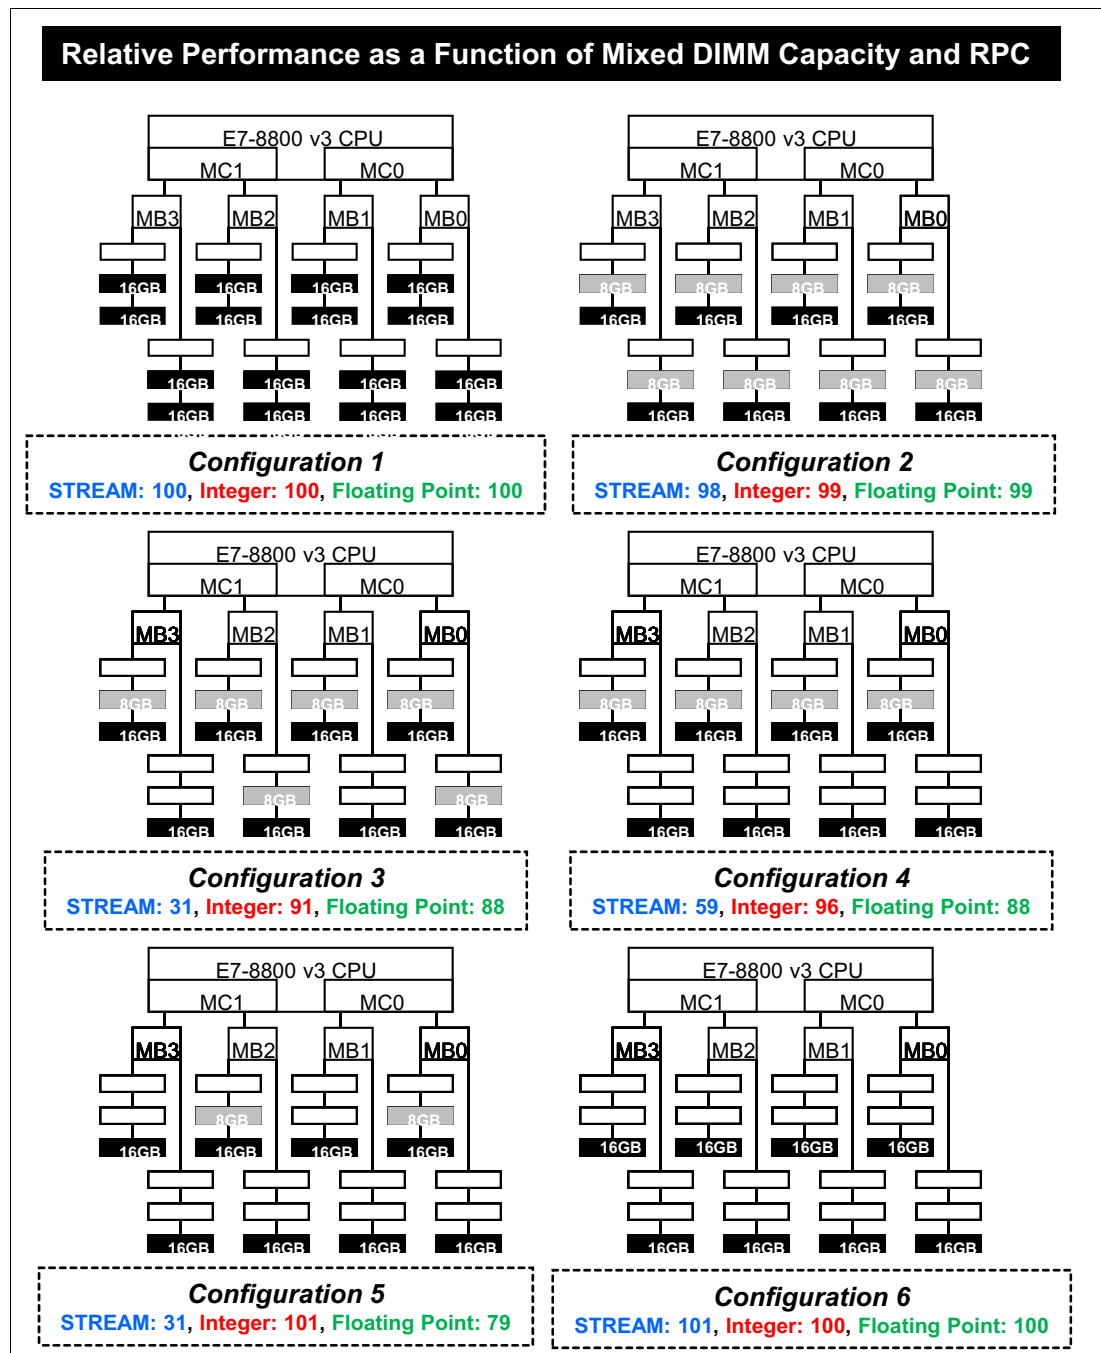 Relative Performance as a Function of Mixed DIMM Capacity and RPC
E7-8800 v3 CPU
MC1 MC0
MB3 MB2 MB1 MB0
16GB 16GB 16GB 16GB
16GB 16GB 16GB 16GB
16GB 16GB 16GB 16GB
16GB 16GB 16GB 16GB
Configuration 1
STREAM: 100, Integer: 100, Floating Point: 100
E7-8800 v3 CPU
MC1 MC0
MB3 MB2 MB1 MB0
8GB 8GB 8GB 8GB
16GB 16GB 16GB 16GB
8GB 8GB 8GB 8GB
16GB 16GB 16GB 16GB
Configuration 2
STREAM: 98, Integer: 99, Floating Point: 99
E7-8800 v3 CPU
MC1 MC0
MB3 MB2 MB1 MB0
8GB 8GB 8GB 8GB
16GB 16GB 16GB 16GB
8GB 8GB
16GB 16GB 16GB 16GB
Configuration 3
STREAM: 31, Integer: 91, Floating Point: 88
E7-8800 v3 CPU
MC1 MC0
MB3 MB2 MB1 MB0
8GB 8GB 8GB 8GB
16GB 16GB 16GB 16GB
16GB 16GB 16GB 16GB
Configuration 4
STREAM: 59, Integer: 96, Floating Point: 88
E7-8800 v3 CPU
MC1 MC0
MB3 MB2 MB1 MB0
8GB 8GB
16GB 16GB 16GB 16GB
16GB 16GB 16GB 16GB
Configuration 5
STREAM: 31, Integer: 101, Floating Point: 79
E7-8800 v3 CPU
MC1 MC0
MB3 MB2 MB1 MB0
16GB 16GB 16GB 16GB
16GB 16GB 16GB 16GB
Configuration 6
STREAM: 101, Integer: 100, Floating Point: 100